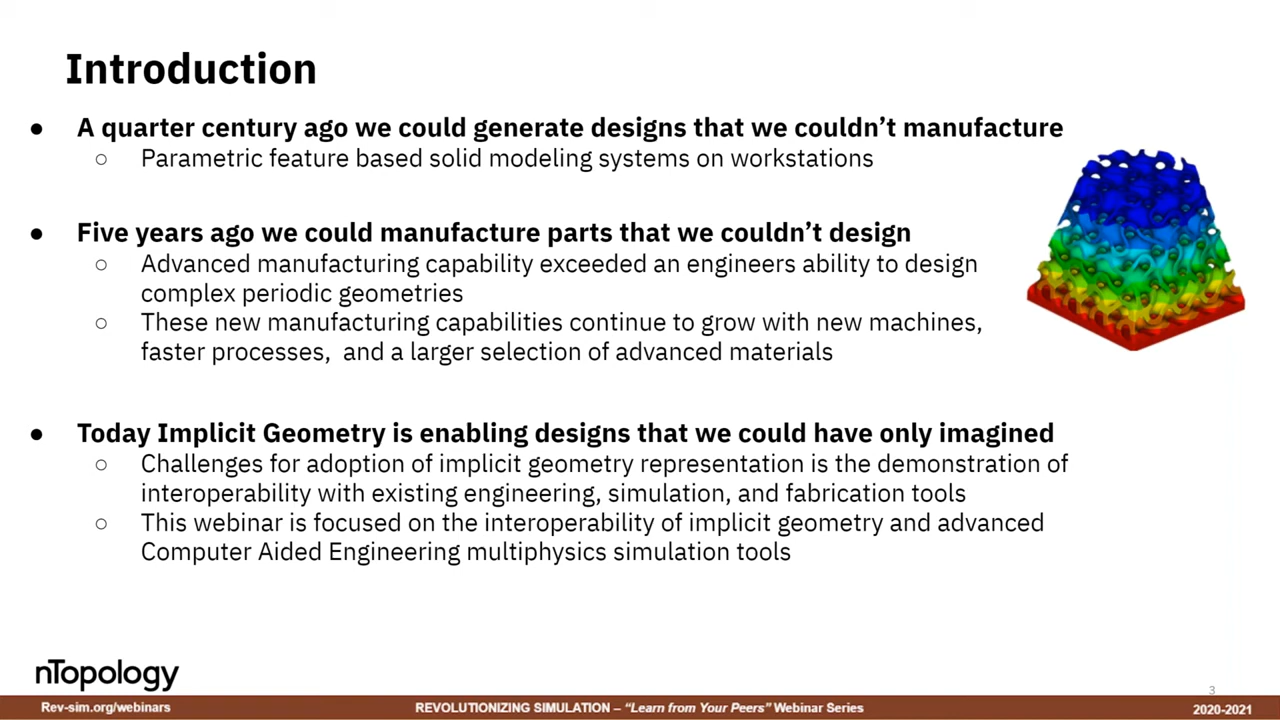 Introduction
● A quarter century ago we could generate designs that we couldn’t manufacture
○ Parametric feature based solid modeling systems on workstations
● Five years ago we could manufacture parts that we couldn’t design
○ Advanced manufacturing capability exceeded an engineers ability to design
complex periodic geometries
○ These new manufacturing capabilities continue to grow with new machines,
faster processes,  and a larger selection of advanced materials
● Today Implicit Geometry is enabling designs that we could have only imagined
○ Challenges for adoption of implicit geometry representation is the demonstration of
interoperability with existing engineering, simulation, and fabrication tools
○ This webinar is focused on the interoperability of implicit geometry and advanced
Computer Aided Engineering multiphysics simulation tools
nTopology
3
Rev-sim.org/webinars REVOLUTIONIZING SIMULATION – “Learn from Your Peers” Webinar Series 2020-2021